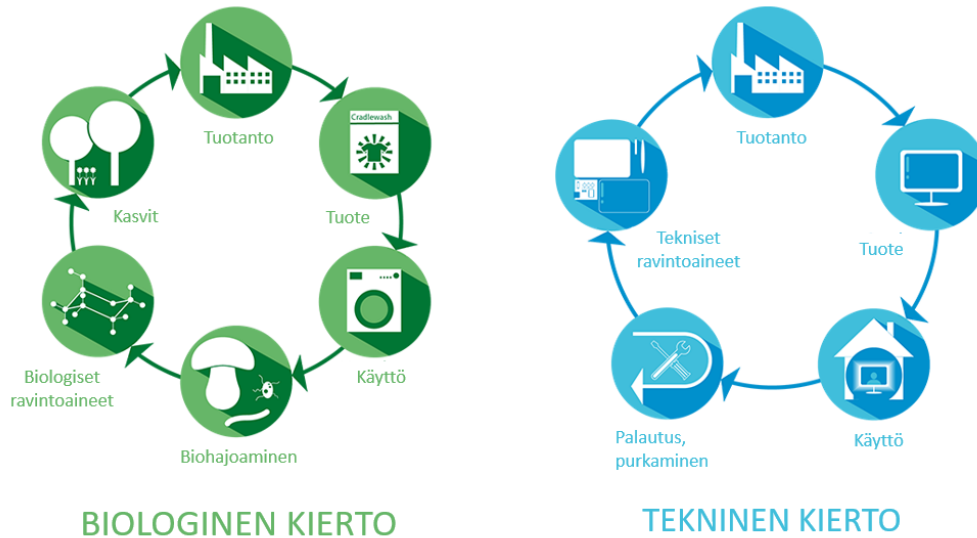 Tuotanto
Cradlewash
Tuote
Käyttö
Biohajoaminen
Biologiset
ravintoaineet
Kasvit
BIOLOGINEN KIERTO
Tuotanto
Tuote
Käyttö
Palautus,
purkaminen
Tekniset
ravintoaineet
TEKNINEN KIERTO